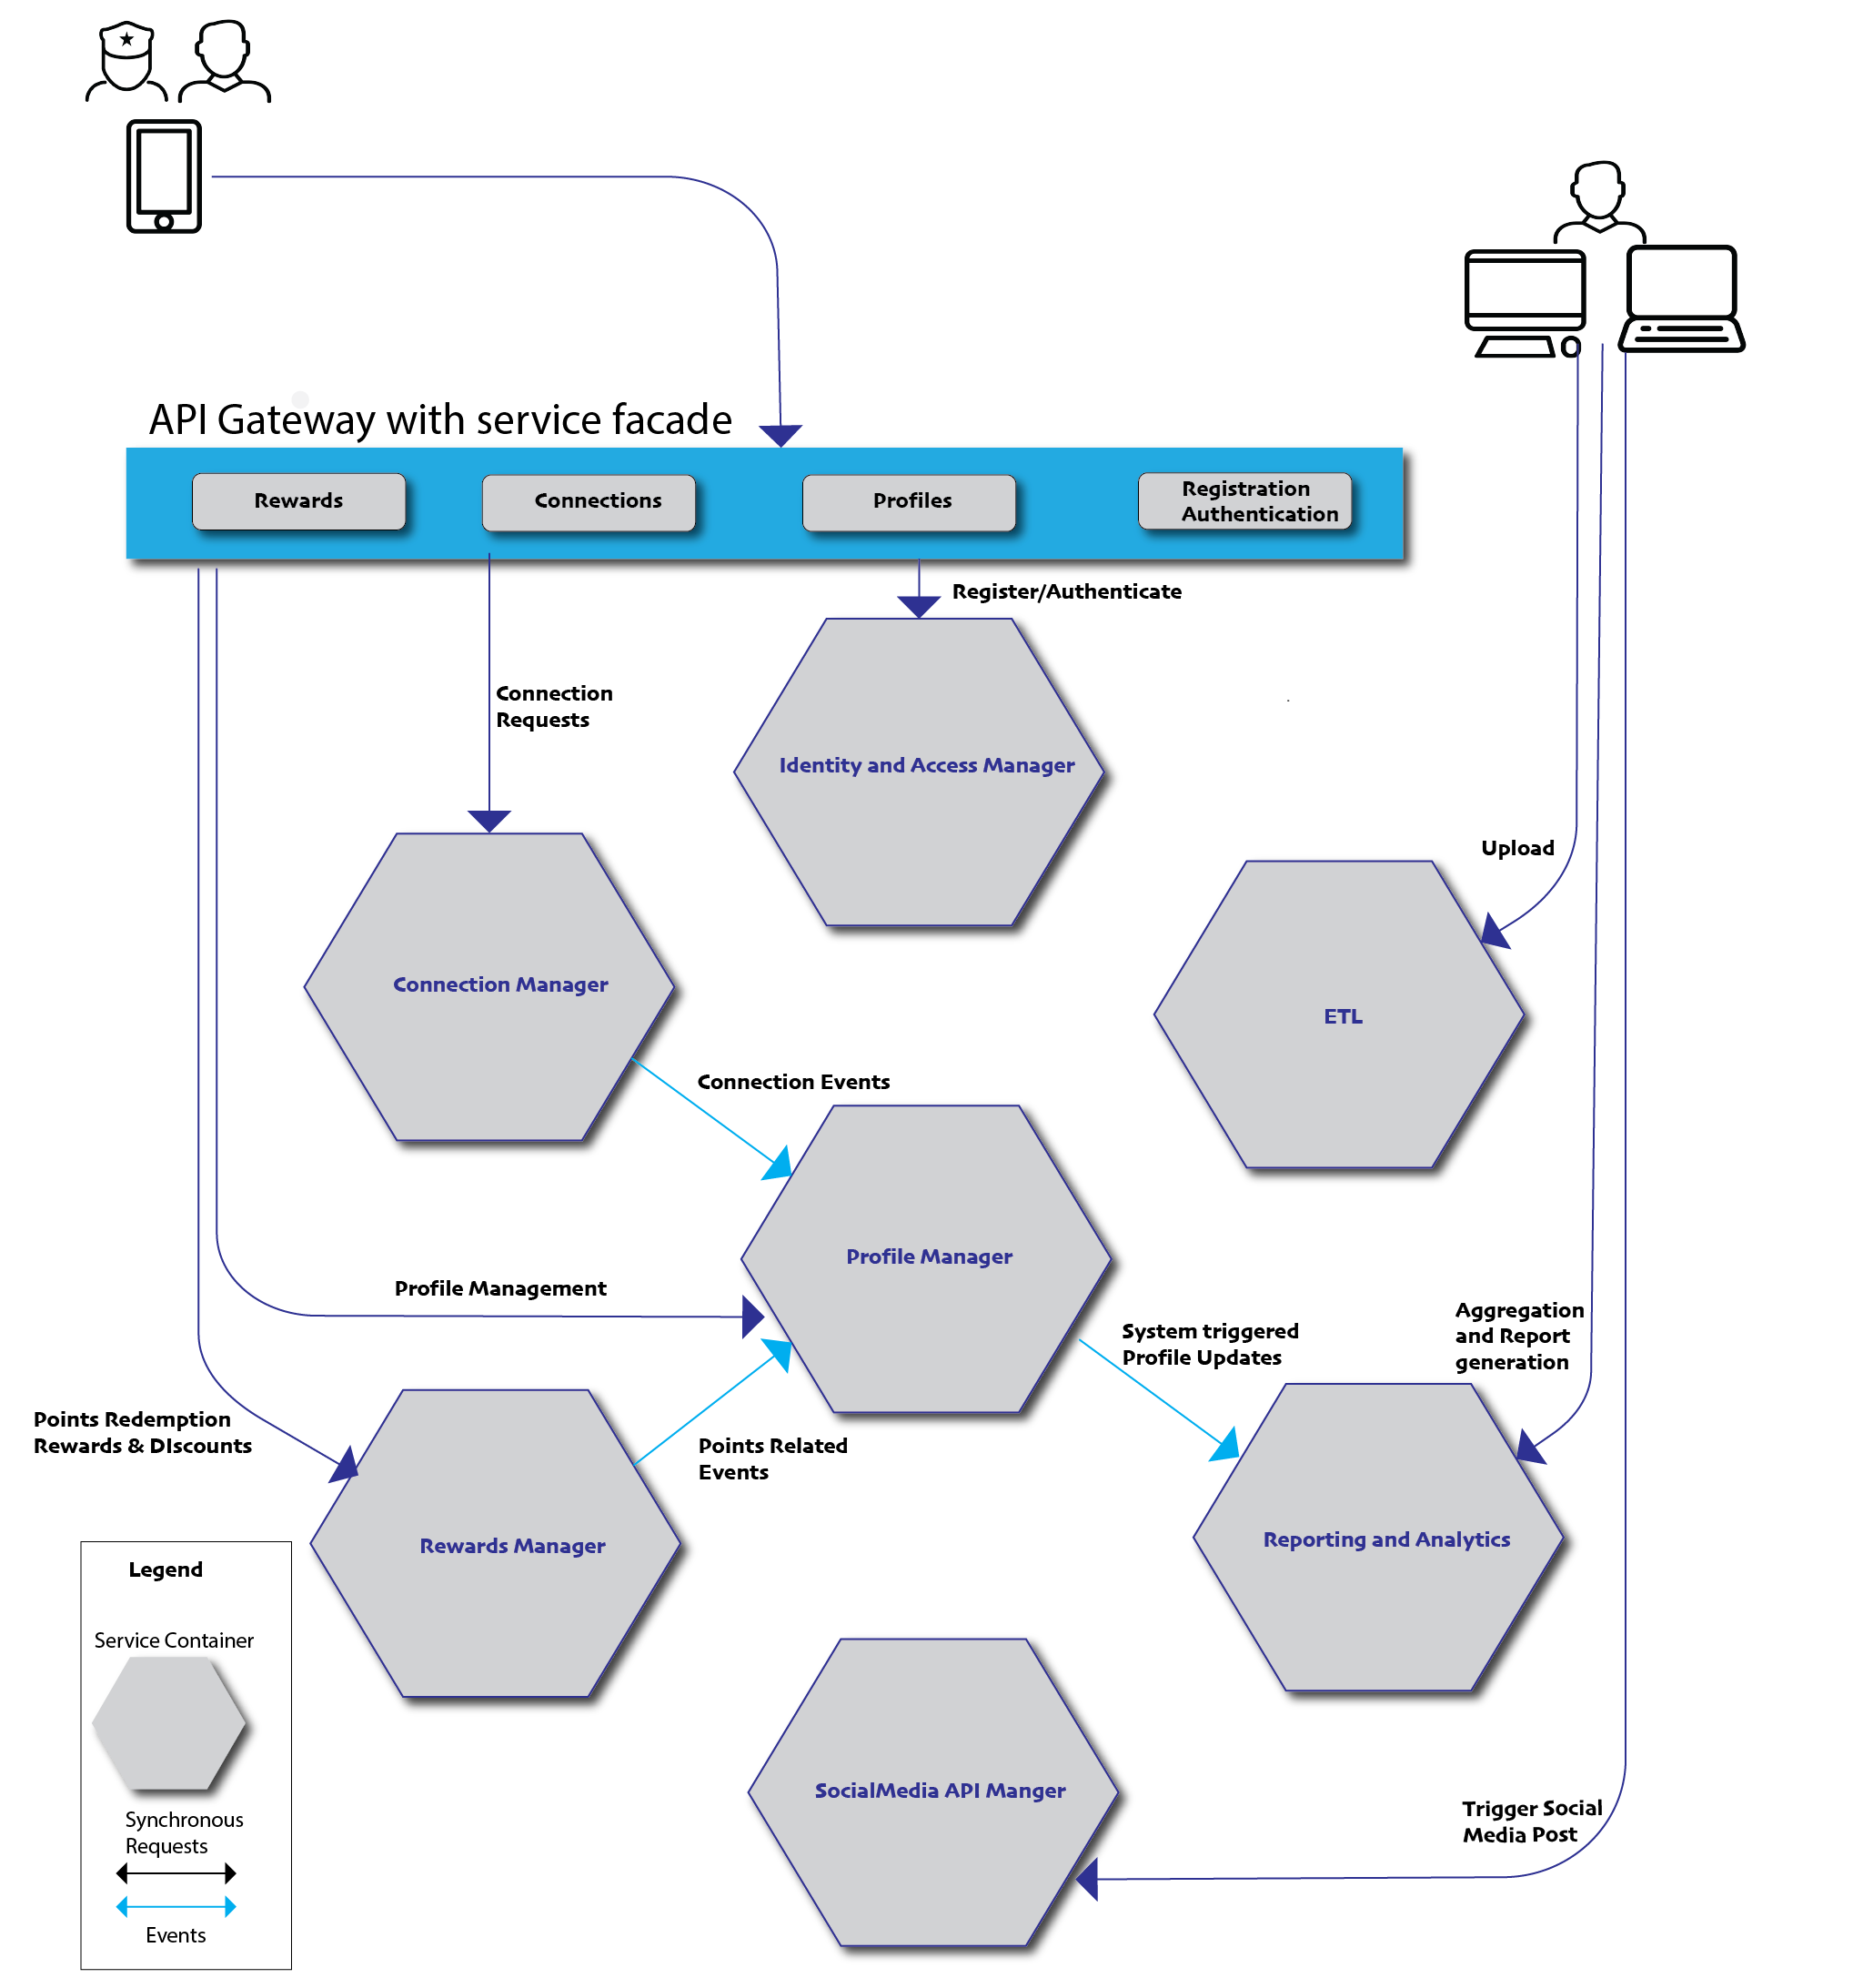 API Gateway with service facade
Rewards
Connections
Profiles
Registration
Authentication
Register/Authenticate
Connection
Requests
Identity and Access Manager
Upload
Connection Manager
ETL
Connection Events
Profile Manager
Profile Management
Aggregation
and Report
generation
System triggered
Profile Updates
Points Redemption
Rewards & DIscounts
Points Related
Events
Rewards Manager
Reporting and Analytics
Legend
Service Container
SocialMedia API Manger
Trigger Social
Media Post
Synchronous
Requests
Events